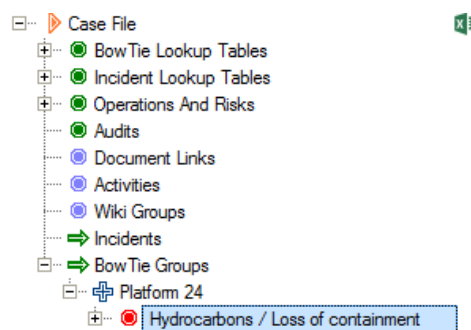 Case File
BowTie Lookup Tables
Incident Lookup Tables
Operations And Risks
Audits
Document Links
Activities
Wiki Groups
Incidents
BowTie Groups
Platform 24
Hydrocarbons / Loss of containment